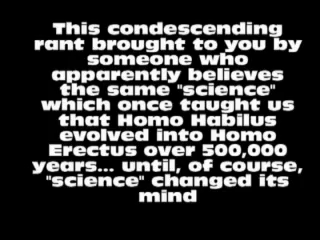 This condescending
rant brought to you by
someone who
apparently believes
the same "science"
which once taught us
that Homo Habilus
evolved into Homo
Erectus over 500,000
years... until, of course,
"science" changed its
mind